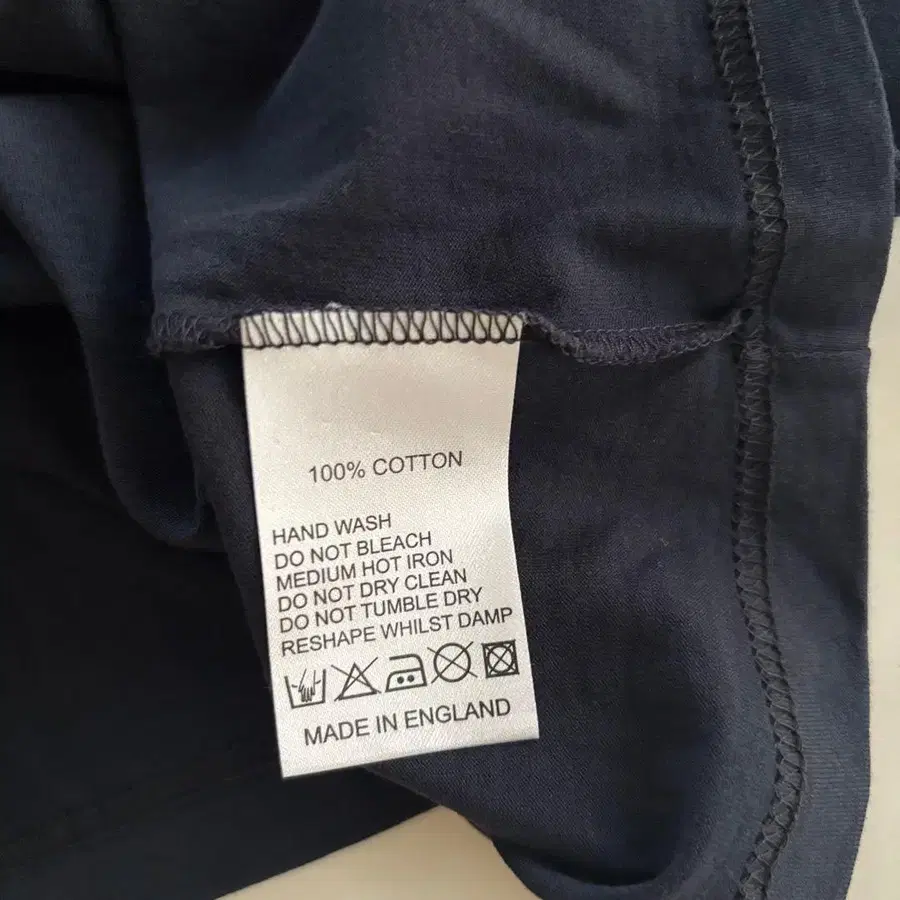 100% COTTON
HAND WASH
DO NOT BLEACH
MEDIUM HOT IRON
DO NOT DRY CLEAN
DO NOT TUMBLE DRY
RESHAPE WHILST DAMP
MADE IN ENGLAND